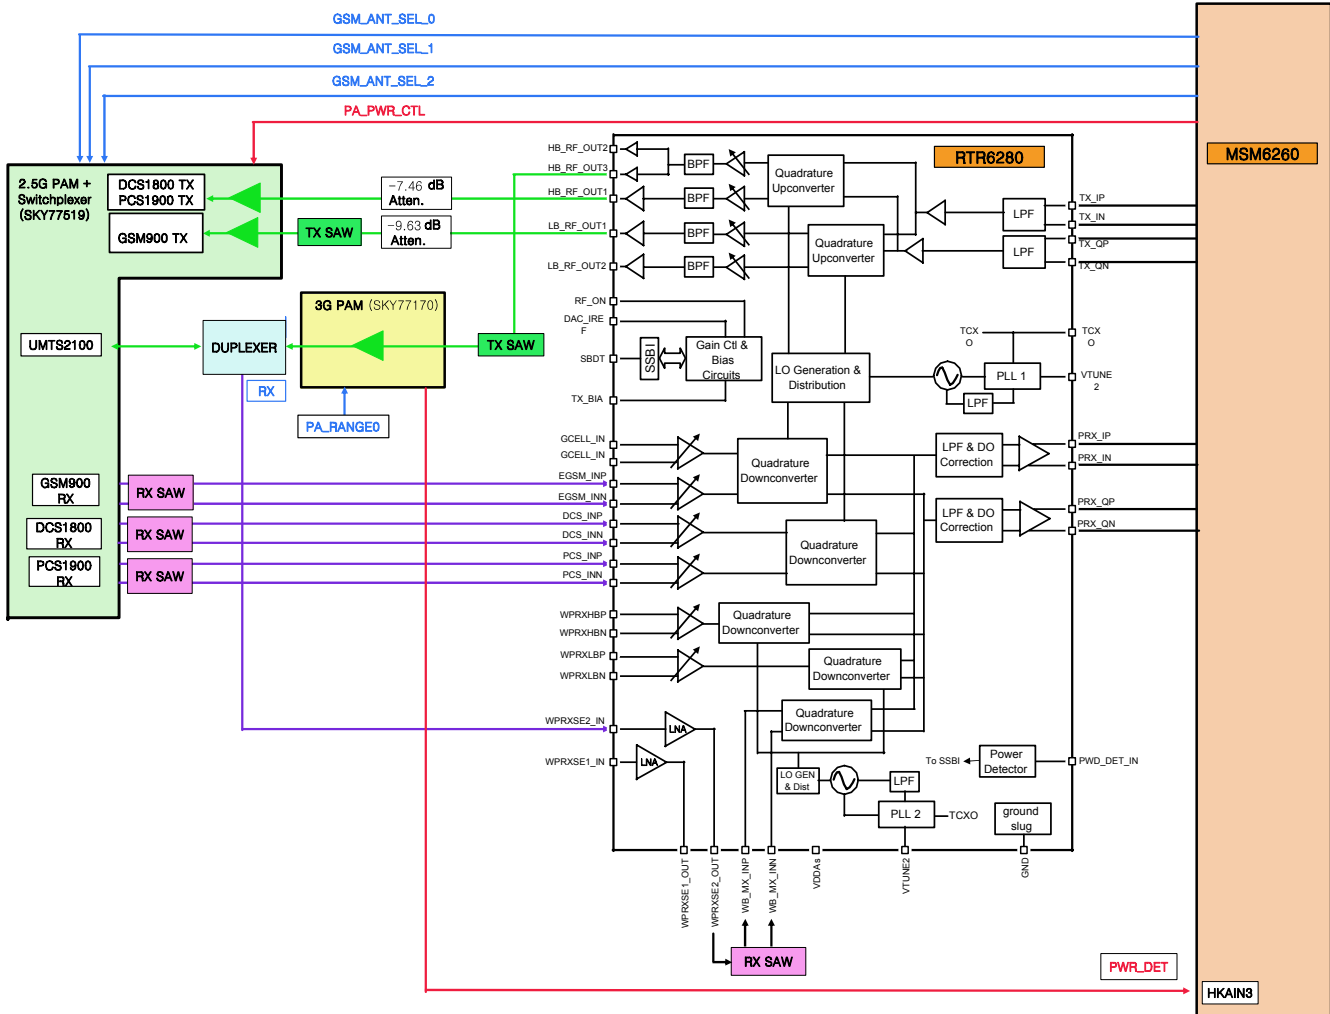 GSM_ANT_SEL_0
GSM_ANT_SEL_1
GSM_ANT_SEL_2
PA_PWR_CTL
MSM6260
RTR6280
2.5G PAM +
Switchplexer
(SKY77519)
DCS1800 TX
PCS1900 TX
GSM900 TX
-7.46 dB
Atten.
TX SAW
-9.63 dB
Atten.
HB_RF_OUT2
HB_RF_OUT3
HB_RF_OUT1
LB_RF_OUT1
LB_RF_OUT2
BPF
BPF
BPF
BPF
Quadrature
Upconverter
Quadrature
Upconverter
LPF
LPF
TX_IP
TX_IN
TX_QP
TX_QN
UMTS2100
DUPLEXER
RX
3G PAM (SKY77170)
PA_RANGE0
TX SAW
RF_ON
DAC_IRE
F
SBDT
TX_BIA
SSBI
Gain Ctl &
Bias
Circuits
LO Generation &
Distribution
TCX
O
PLL 1
LPF
TCX
O
VTUNE
2
GSM900
RX
DCS1800
RX
PCS1900
RX
RX SAW
RX SAW
RX SAW
GCELL_IN
GCELL_IN
EGSM_INP
EGSM_INN
DCS_INP
DCS_INN
PCS_INP
PCS_INN
WPRXHBP
WPRXHBN
WPRXLBP
WPRXLBN
WPRXSE2_IN
WPRXSE1_IN
Quadrature
Downconverter
Quadrature
Downconverter
Quadrature
Downconverter
Quadrature
Downconverter
Quadrature
Downconverter
LPF & DO
Correction
LPF & DO
Correction
PRX_IP
PRX_IN
PRX_QP
PRX_QN
LNA
LNA
LO GEN
& Dist
LPF
PLL 2
TCXO
To SSBI
Power
Detector
PWD_DET_IN
ground
slug
WPRXSE1_OUT
WPRXSE2_OUT
WB_MX_INP
WB_MX_INN
VDDAs
VTUNE2
GND
RX SAW
PWR_DET
HKAIN3